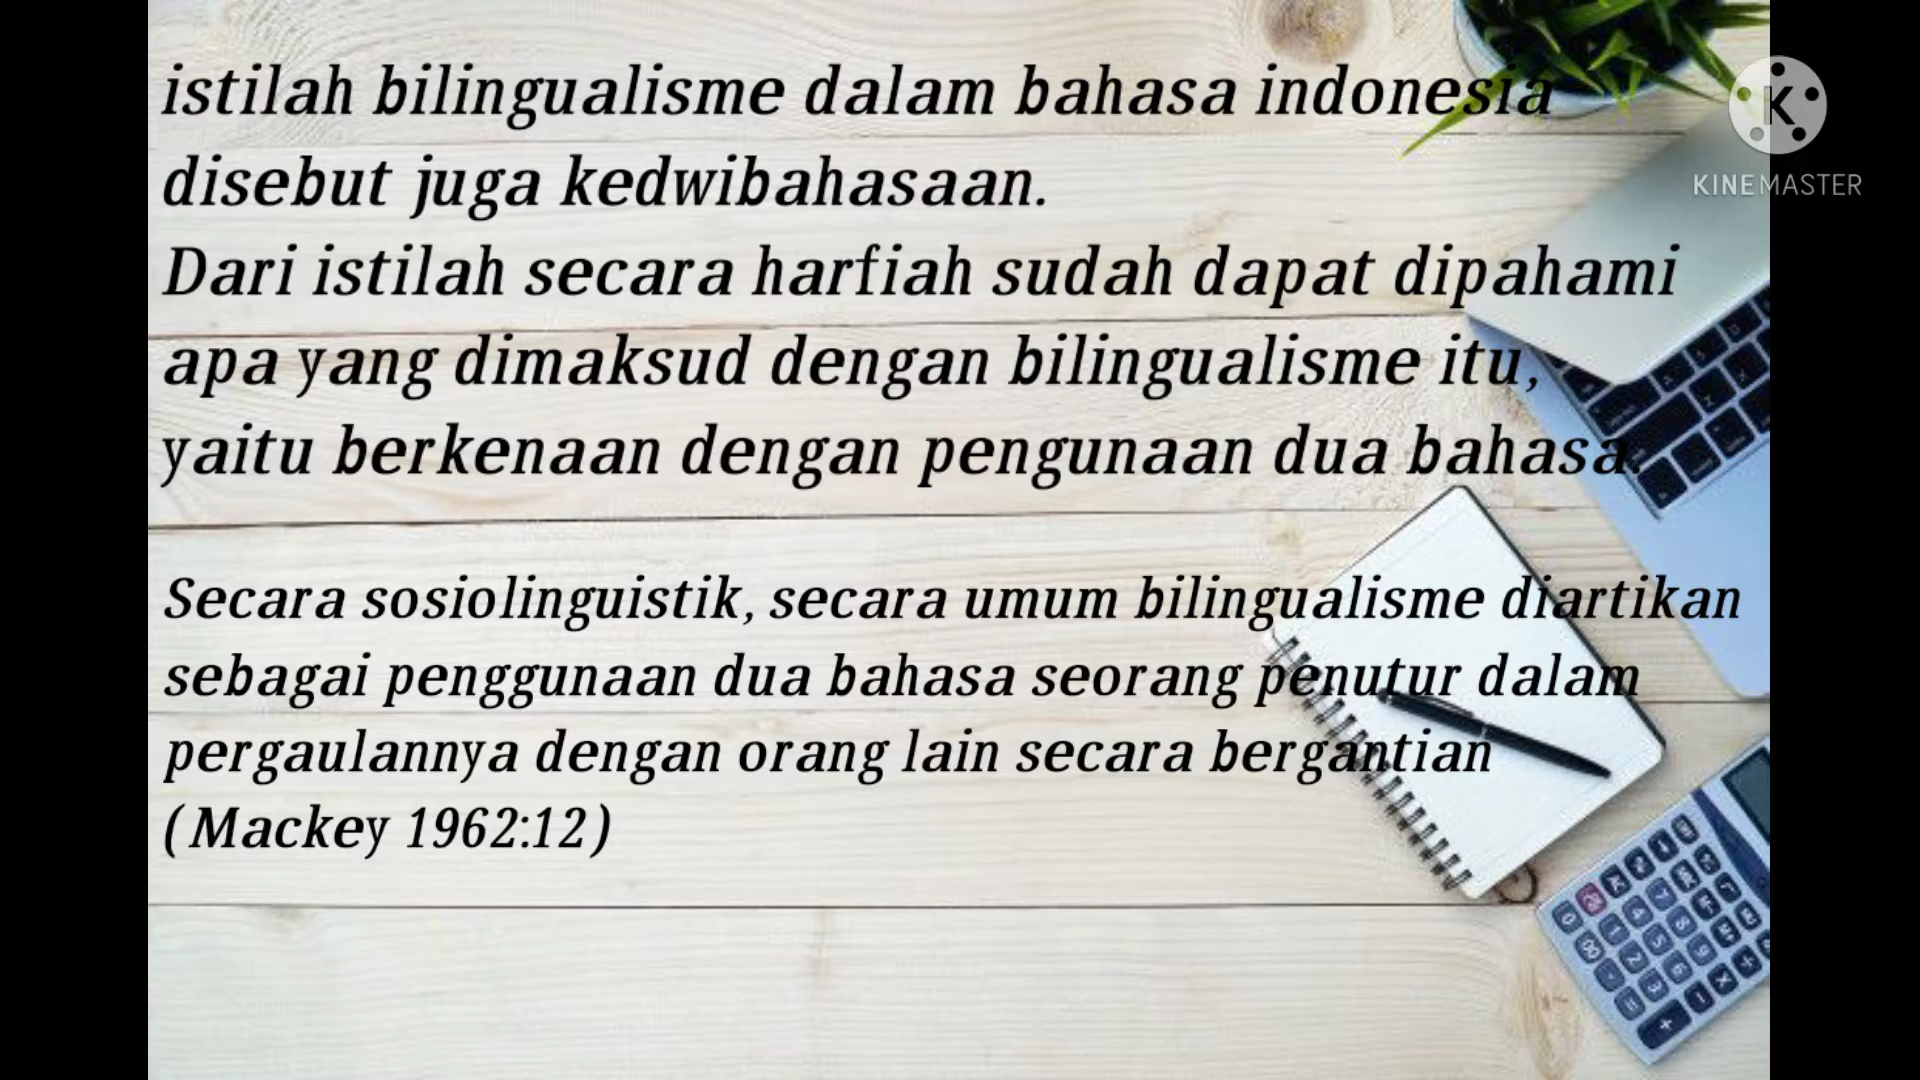 istilah bilingualisme dalam bahasa indonesia
disebut juga kedwibahasaan.
Dari istilah secara harfiah sudah dapat dipahami
apa yang dimaksud dengan bilingualisme itu,
yaitu berkenaan dengan pengunaan dua bahasa.
Secara sosiolinguistik, secara umum bilingualisme diartikan
sebagai penggunaan dua bahasa seorang penutur dalam
pergaulannya dengan orang lain secara bergantian
(Mackey 1962:12)
K
KINEMASTER